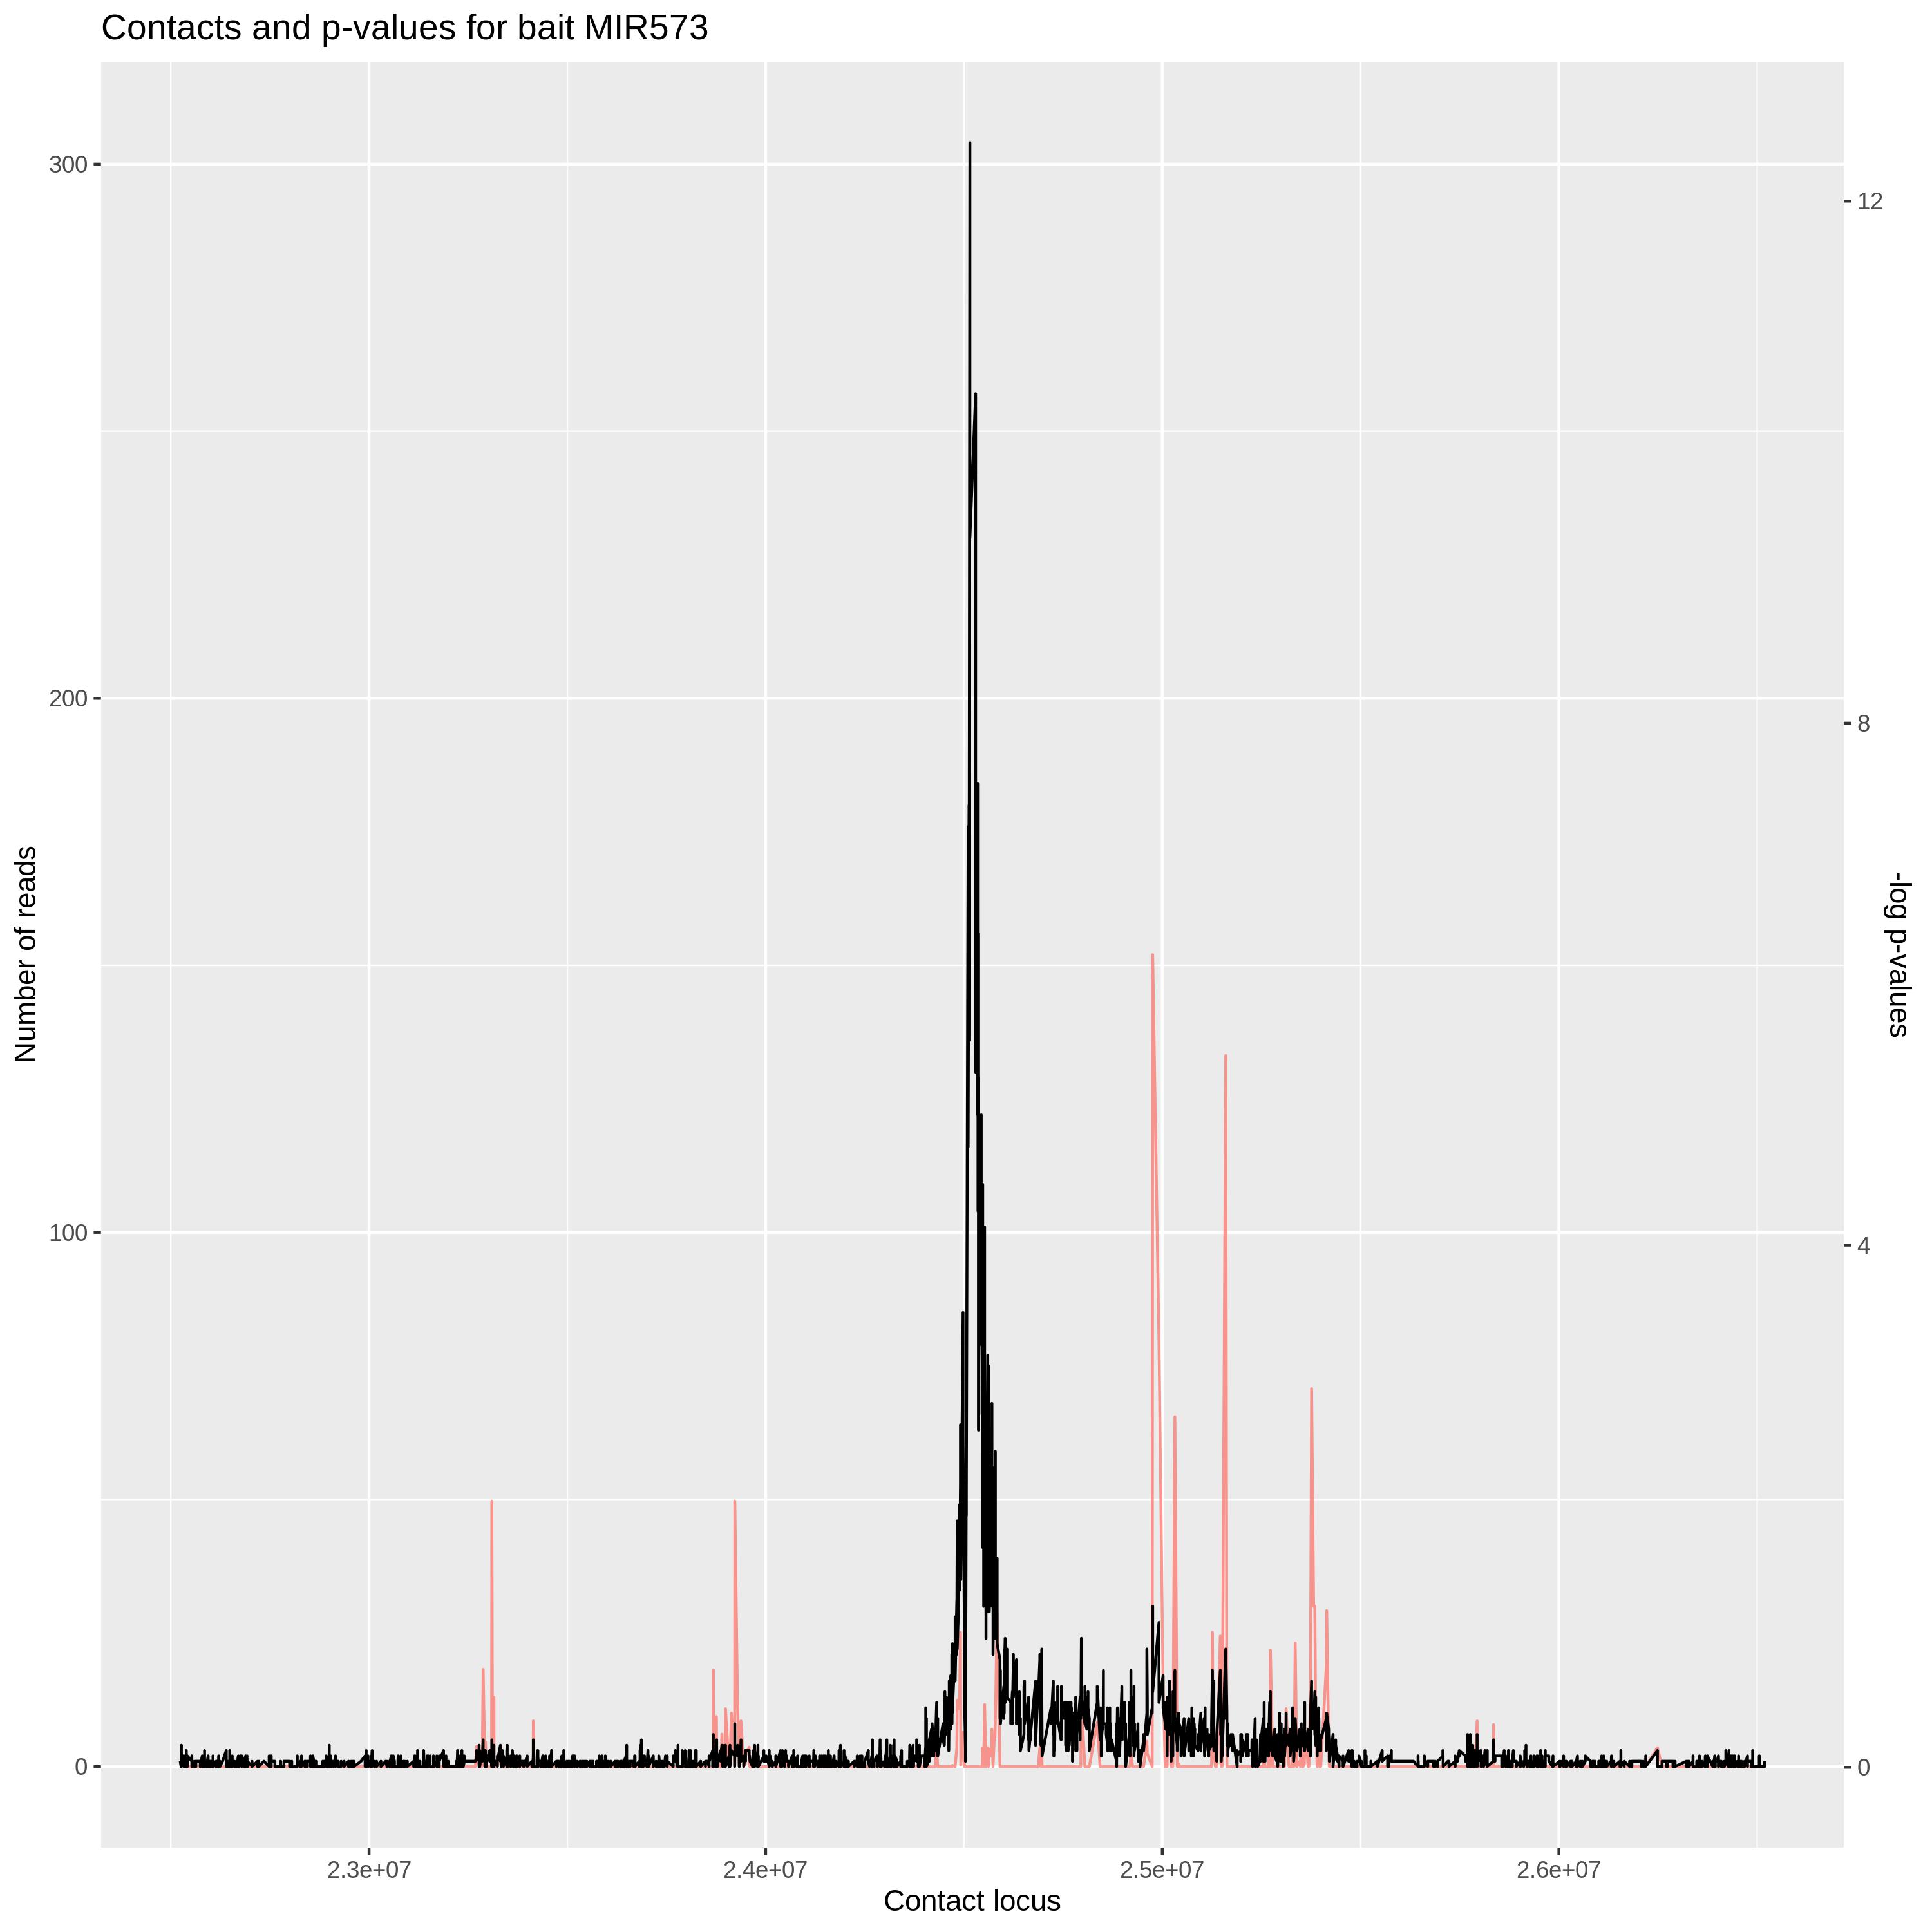 Contacts and p-values for bait MIR573
300
200
100
0
Number of reads
12
8
4
0
-log p-values
2.3e+07 2.4e+07 2.5e+07 2.6e+07
Contact locus